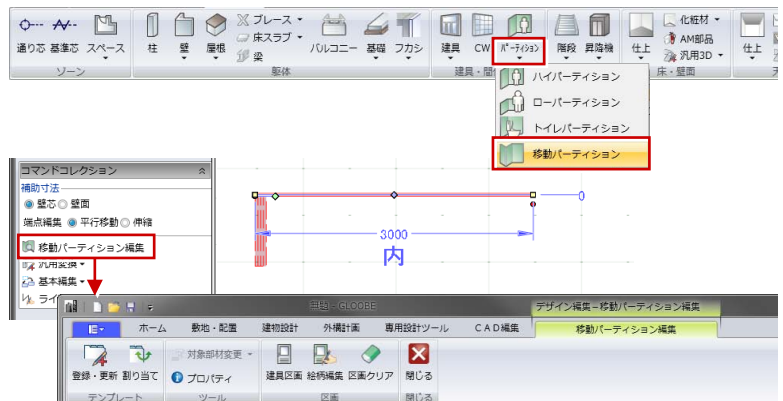 ブレース 化粧材
床スラブ AM部品
通り芯 基準芯 スペース 柱 壁 屋根 梁 バルコニー 基礎 フカシ 建具 CW パーティション 階段 昇降機 仕上 汎用3D 仕上
ゾーン 躯体 建具・間 床・壁面
ハイパーティション
ローパーティション
トイレパーティション
移動パーティション
コマンドコレクション
補助寸法
壁芯 壁面
端点編集 平行移動 伸縮
移動パーティション編集
汎用変換
基本編集
ライ
0
3000
内
無題 - GLOOBE デザイン編集 - 移動パーティション編集
ホーム 敷地・配置 建物設計 外構計画 専用設計ツール CAD編集 移動パーティション編集
登録・更新 割り当て 対象部材変更 プロパティ 建具区画 絵柄編集 区画クリア 閉じる
テンプレート ツール 区画 閉じる